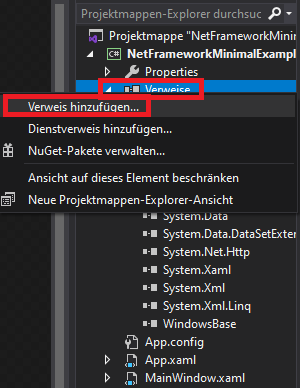 Projektmappen-Explorer durchsuc
Projektmappe "NetFrameworkMini
NetFrameworkMinimalExamp
Properties
Verweise
Verweis hinzufügen...
Dienstverweis hinzufügen...
NuGet-Pakete verwalten...
Ansicht auf dieses Element beschränken
Neue Projektmappen-Explorer-Ansicht
System.Data
System.Data.DataSetExter
System.Net.Http
System.Xaml
System.Xml
System.Xml.Linq
WindowsBase
App.config
App.xaml
MainWindow.xaml